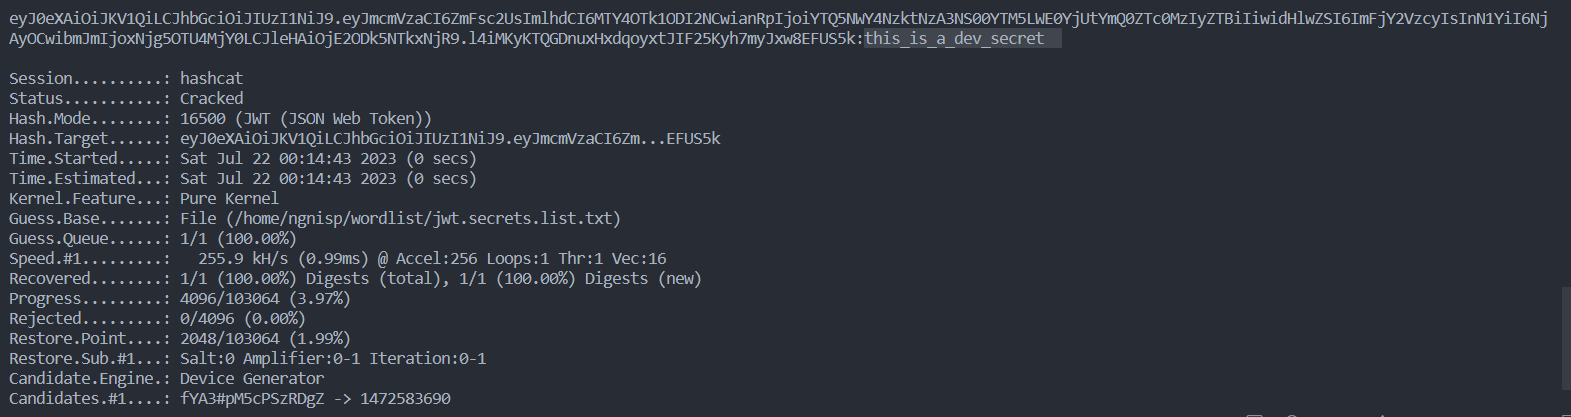 eyJ0eXAiOiJKV1QiLCJhbGciOiJIUzI1NiJ9.eyJmcmVzaCI6ZmFsc2UsImlhdCI6MTY4OTk1ODI2NCwianRpIjoiYTQ5NWY4NzktNzA3NS00YTM5LWE0YjUtYmQ0ZTc0MzIyZTBiIiwidHlwZSI6ImFjY2VzcyIsInN1YiI6Nj
AyOCwibmJmIjoxNjg5OTU4MjY0LCJleHAiOjE2ODk5NTkxNjR9.l4iMKyKTQGDnuxHxdqoyxtJIF25Kyh7myJxw8EFUS5k:this_is_a_dev_secret
Session..........: hashcat
Status...........: Cracked
Hash.Mode........: 16500 (JWT (JSON Web Token))
Hash.Target......: eyJ0eXAiOiJKV1QiLCJhbGciOiJIUzI1NiJ9.eyJmcmVzaCI6Zm...EFUS5k
Time.Started.....: Sat Jul 22 00:14:43 2023 (0 secs)
Time.Estimated...: Sat Jul 22 00:14:43 2023 (0 secs)
Kernel.Feature...: Pure Kernel
Guess.Base.......: File (/home/ngnisp/wordlist/jwt.secrets.list.txt)
Guess.Queue......: 1/1 (100.00%)
Speed.#1.........:   255.9 kH/s (0.99ms) @ Accel:256 Loops:1 Thr:1 Vec:16
Recovered........: 1/1 (100.00%) Digests (total), 1/1 (100.00%) Digests (new)
Progress.........: 4096/103064 (3.97%)
Rejected.........: 0/4096 (0.00%)
Restore.Point....: 2048/103064 (1.99%)
Restore.Sub.#1...: Salt:0 Amplifier:0-1 Iteration:0-1
Candidate.Engine.: Device Generator
Candidates.#1....: fYA3#pM5cPSzRDgZ -> 1472583690